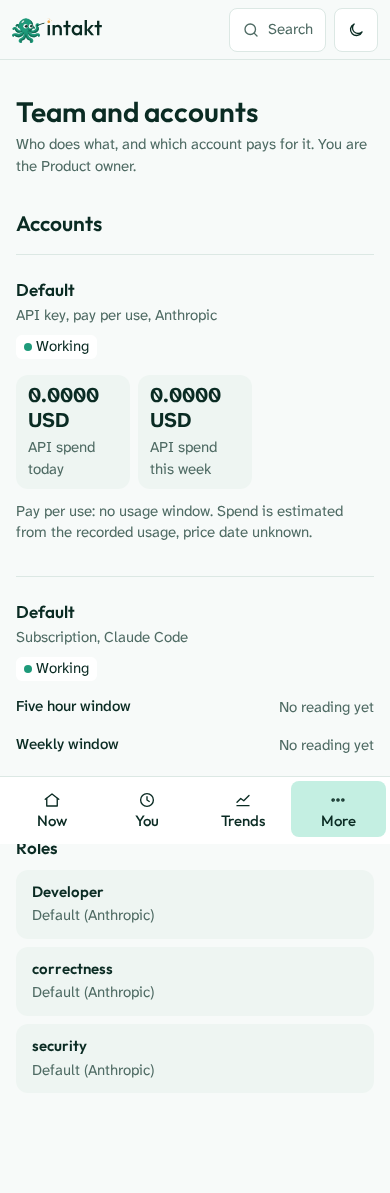 intakt
Search
Team and accounts
Who does what, and which account pays for it. You are
the Product owner.
Accounts
Default
API key, pay per use, Anthropic
Working
0.0000
USD
API spend
today
0.0000
USD
API spend
this week
Pay per use: no usage window. Spend is estimated
from the recorded usage, price date unknown.
Default
Subscription, Claude Code
Working
Five hour window No reading yet
Weekly window No reading yet
Now You Trends More
Roles
Developer
Default (Anthropic)
correctness
Default (Anthropic)
security
Default (Anthropic)